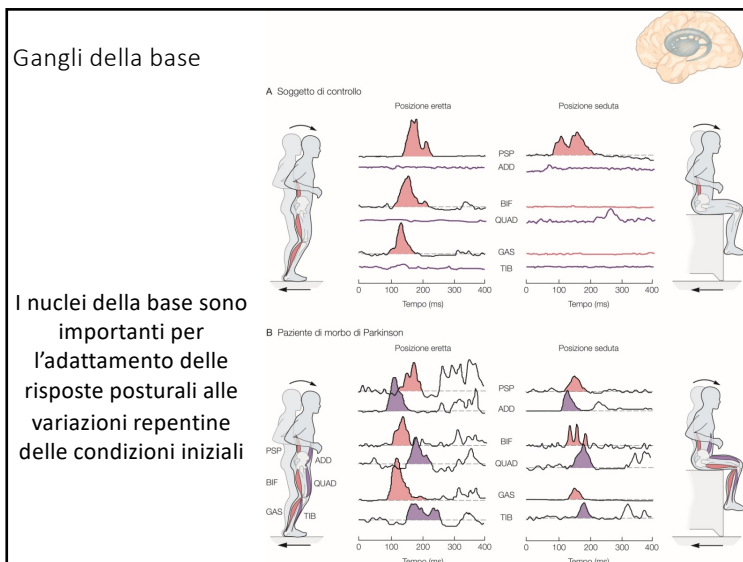 Gangli della base
I nuclei della base sono
importanti per
l'adattamento delle
risposte posturali alle
variazioni repentine
delle condizioni iniziali
A Soggetto di controllo
Posizione eretta
Posizione seduta
PSP
ADD
BIF
QUAD
GAS
TIB
0 100 200 300 400
Tempo (ms)
0 100 200 300 400
Tempo (ms)
B Paziente di morbo di Parkinson
Posizione eretta
Posizione seduta
PSP
ADD
BIF
QUAD
GAS
TIB
PSP
ADD
BIF
QUAD
GAS
TIB
0 100 200 300 400
Tempo (ms)
0 100 200 300 400
Tempo (ms)